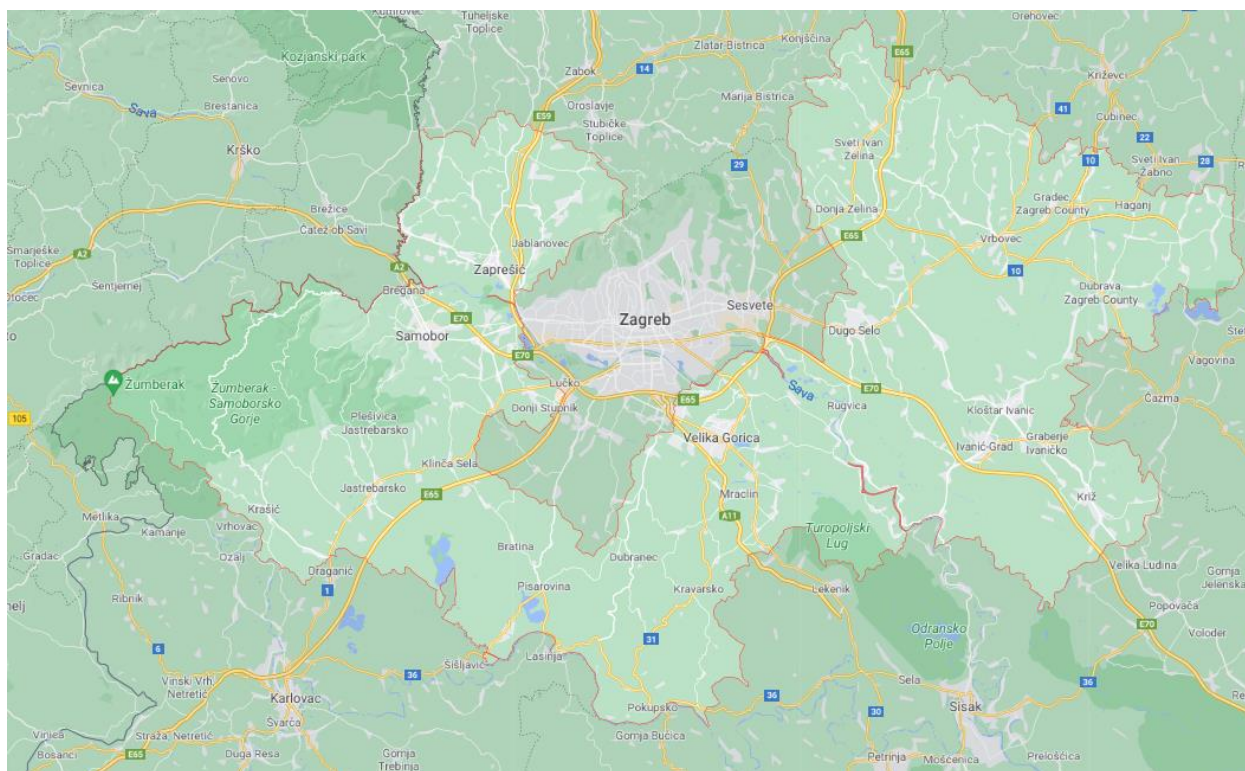 Kumrovec
Tuheljske
Toplice
Orehovec
Kozjanski park
Konjščina
Zlatar Bistrica
E65
Senovo
Zabok
14
Križevci
Sevnica
Brestanica
Marija Bistrica
Sava
Oroslavje
41
Cubinec
E59
Stubičke
Toplice
22
Krško
Sveti Ivan
Zelina
10
Sveti Ivan
Žabno
28
29
Brežice
Gradec,
Zagreb County
Haganj
Čatež ob Savi
Donja Zelina
Smarješke
Toplice
A2
Jablanovec
E65
Vrbovec
Zaprešić
A2
10
Otočec
Šentjernej
Bregana
Dubrava,
Zagreb County
Sesvete
E70
Zagreb
Samobor
Dugo Selo
E70
Vagovina
Žumberak
Lučko
Sava
E70
Žumberak -
Samoborsko
Gorje
E65
Čazma
105
Donji Stupnik
Rugvica
Kloštar Ivanić
Plešivica
Jastrebarsko
Velika Gorica
Ivanić-Grad
Graberje
Ivaničko
Klinča Sela
Jastrebarsko
E65
Mraclin
Križ
Krašić
A11
Metlika
Vrhovac
Turopoljski
Lug
Kamanje
Ozalj
Bratina
Dubranec
Gradac
Draganić
Velika Ludina
Gornja
Jelenska
Pisarovina
Kravarsko
Lekenik
Ribnik
1
Popovača
E70
Odransko
Polje
Voloder
6
31
Lasinja
Šišljavić
Vinski Vrh,
Netretić
36
Sela
36
36
Karlovac
Pokupsko
Sisak
Švarča
30
Vinica
Straža, Netretić
Gornja Bučica
Bosanci
E65
Duga Resa
Gornja
Trebinja
Petrinja
Mošćenica
Prelošćica